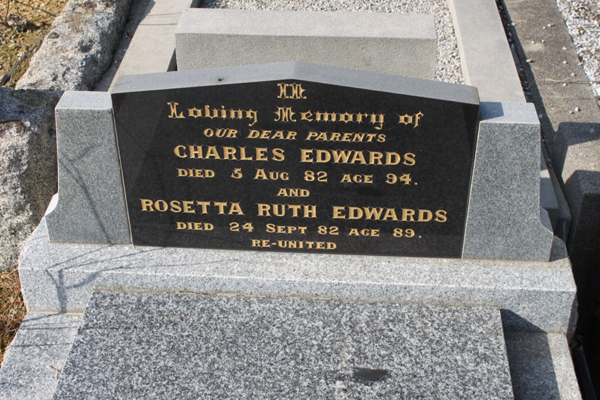 In
Loving Memory of
OUR DEAR PARENTS
CHARLES EDWARDS
DIED 5 AUG 82 AGE 94.
AND
ROSETTA RUTH EDWARDS
DIED 24 SEPT 82 AGE 89.
RE-UNITED